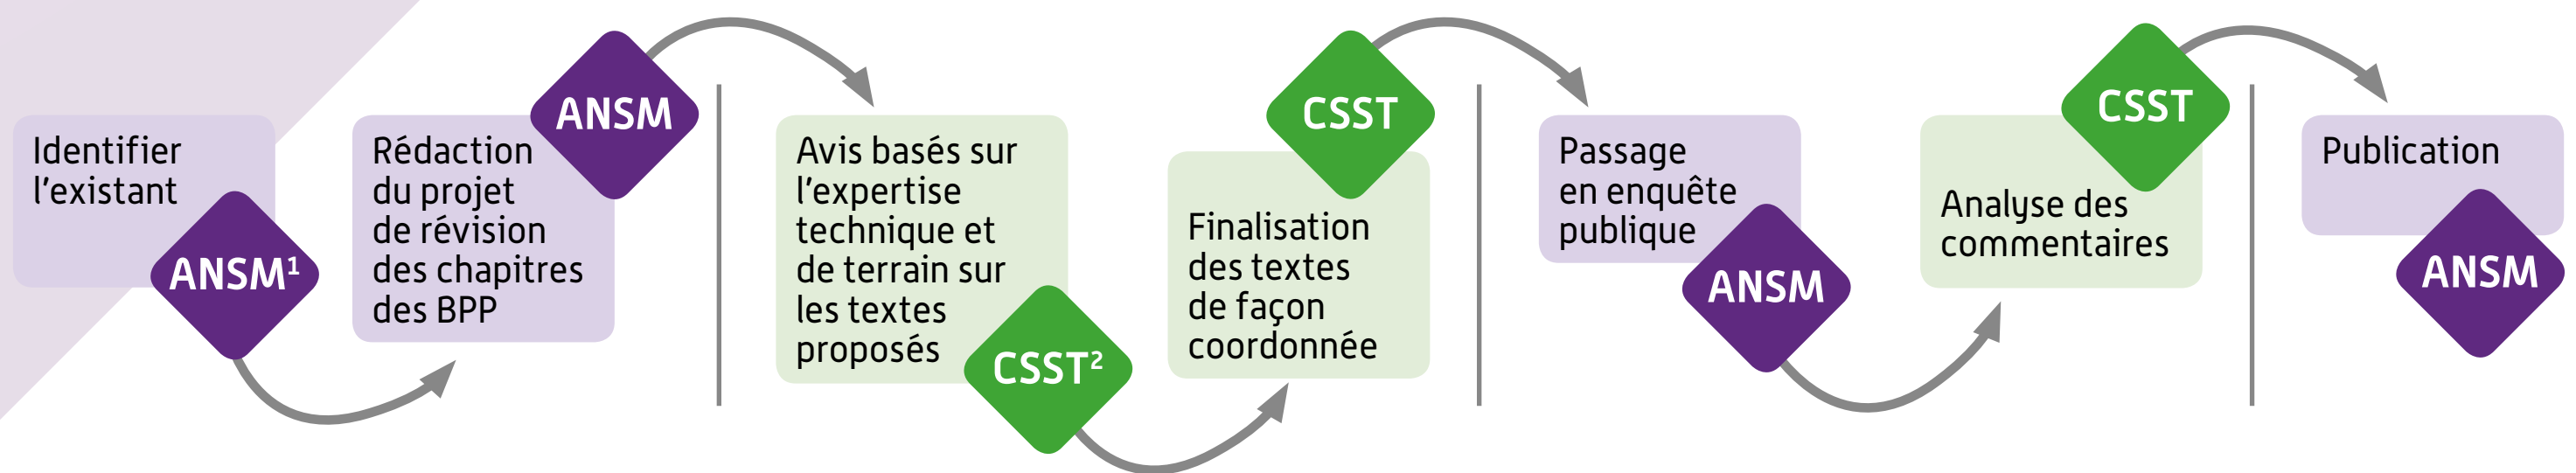 Identifier
l’existant
ANSM¹
Rédaction
du projet
de révision
des chapitres
des BPP
ANSM
Avis basés sur
l’expertise
technique et
de terrain sur
les textes
proposés
CSST²
Finalisation
des textes
de façon
coordonnée
CSST
Passage
en enquête
publique
ANSM
Analyse des
commentaires
CSST
Publication
ANSM